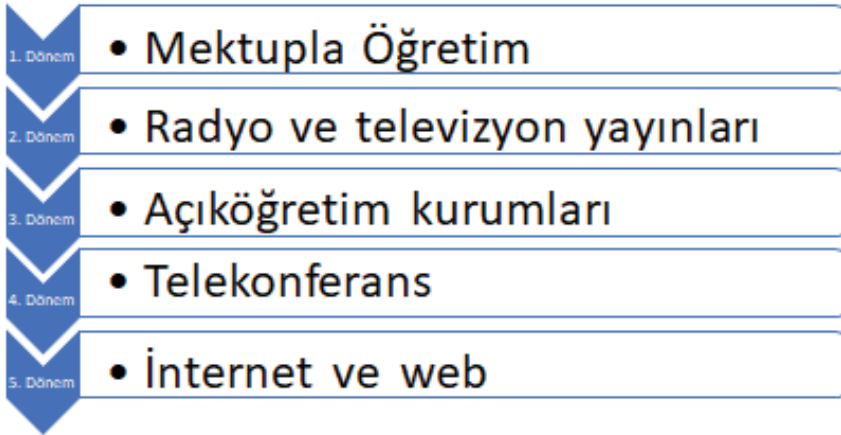 1. Dönem
• Mektupla Öğretim
2. Dönem
• Radyo ve televizyon yayınları
3. Dönem
• Açıköğretim kurumları
4. Dönem
• Telekonferans
5. Dönem
• İnternet ve web